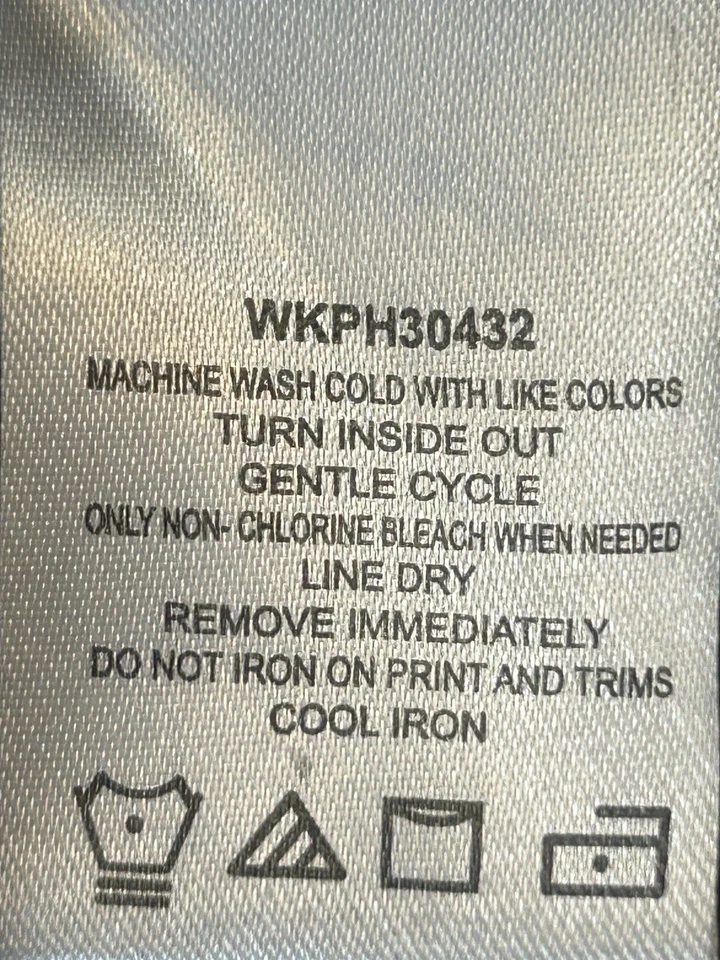 WKPH30432
MACHINE WASH COLD WITH LIKE COLORS
TURN INSIDE OUT
GENTLE CYCLE
ONLY NON- CHLORINE BLEACH WHEN NEEDED
LINE DRY
REMOVE IMMEDIATELY
DO NOT IRON ON PRINT AND TRIMS
COOL IRON